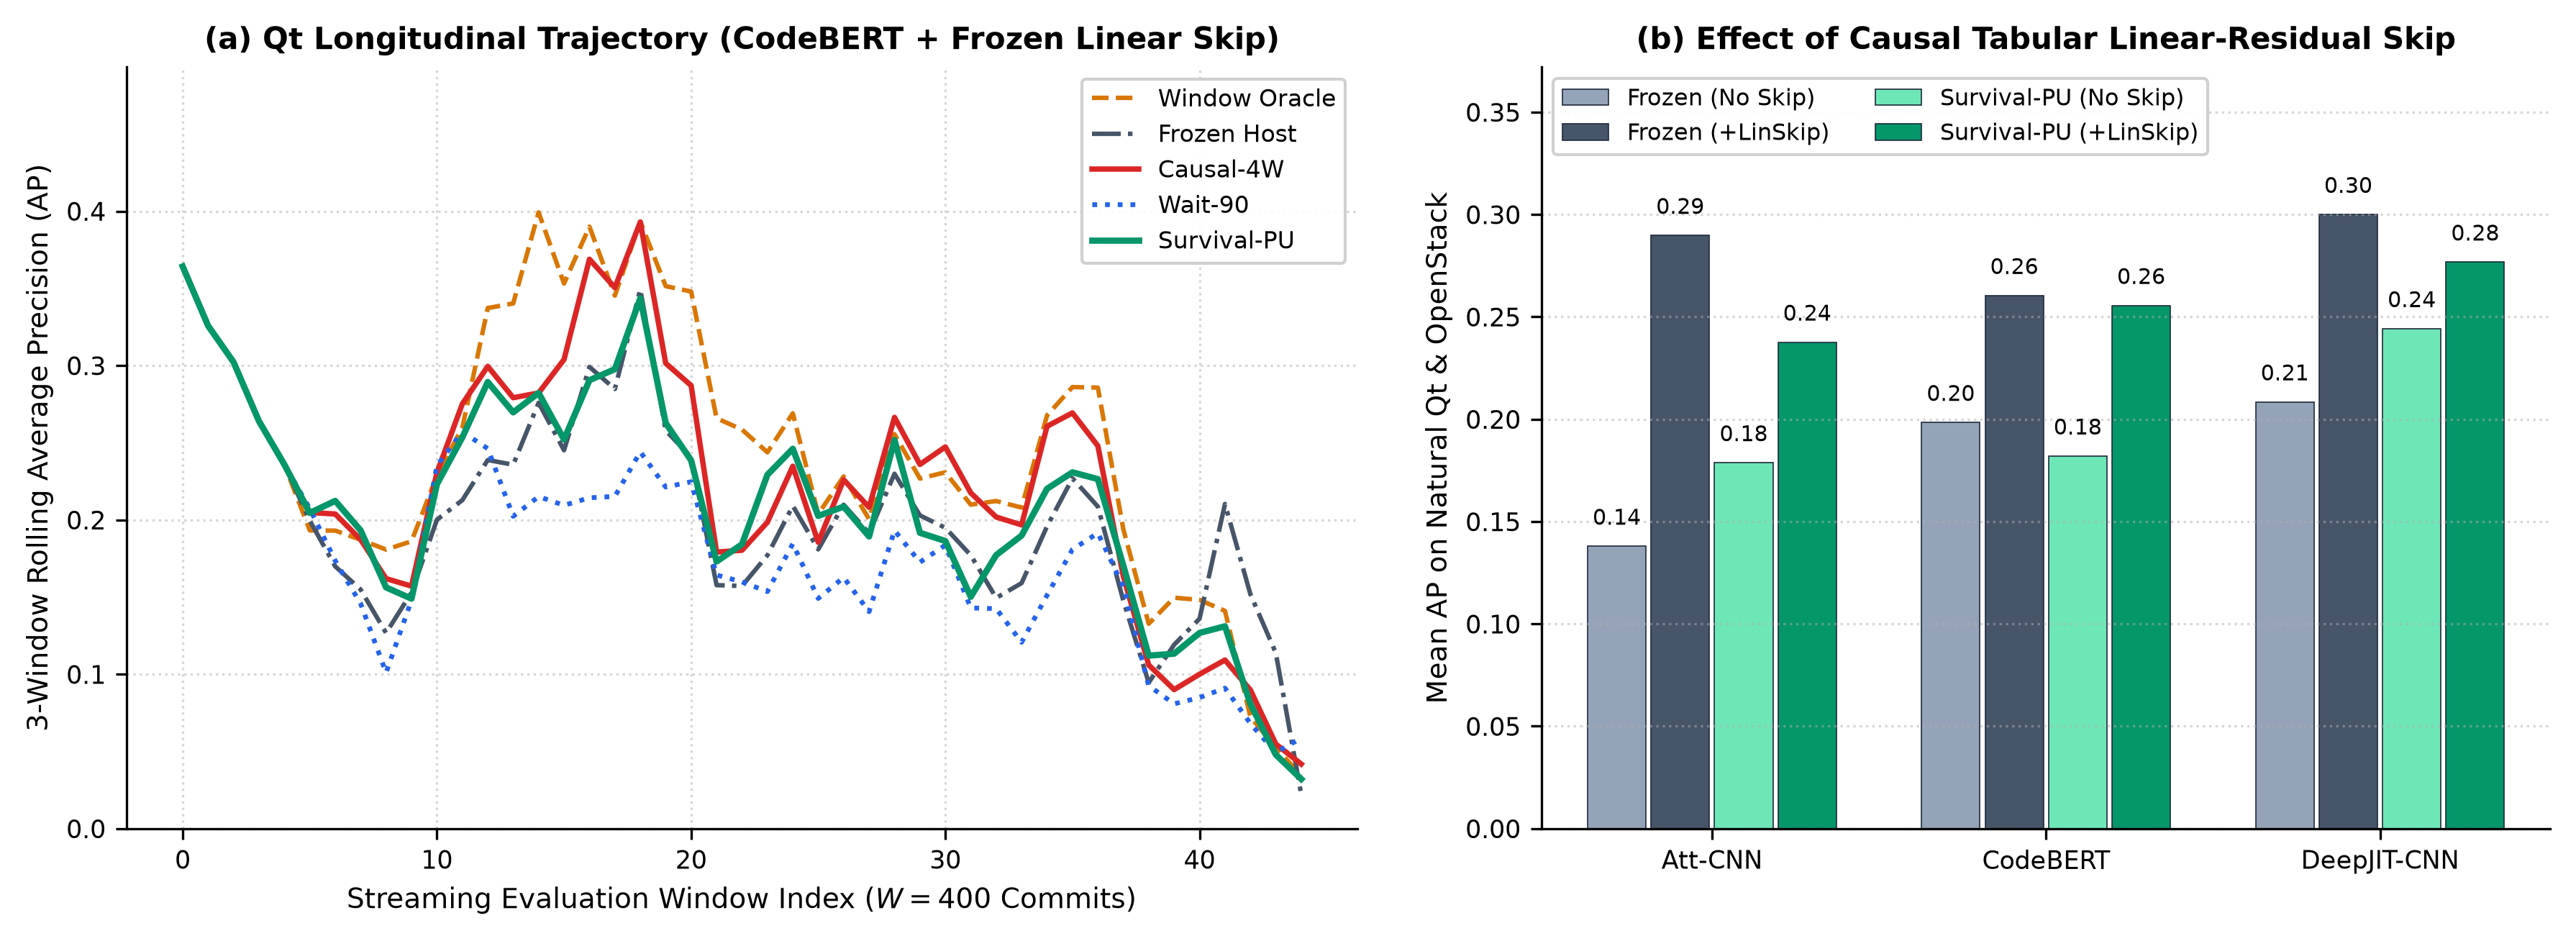 (a) Qt Longitudinal Trajectory (CodeBERT + Frozen Linear Skip)
3-Window Rolling Average Precision (AP)
0.4
0.3
0.2
0.1
0.0
Window Oracle
Frozen Host
Causal-4W
Wait-90
Survival-PU
0 10 20 30 40
Streaming Evaluation Window Index (W = 400 Commits)
(b) Effect of Causal Tabular Linear-Residual Skip
Mean AP on Natural Qt & OpenStack
0.35
0.30
0.25
0.20
0.15
0.10
0.05
0.00
Frozen (No Skip) Survival-PU (No Skip)
Frozen (+LinSkip) Survival-PU (+LinSkip)
0.14 0.29 0.18 0.24
0.20 0.26 0.18 0.26
0.21 0.30 0.24 0.28
Att-CNN CodeBERT DeepJIT-CNN